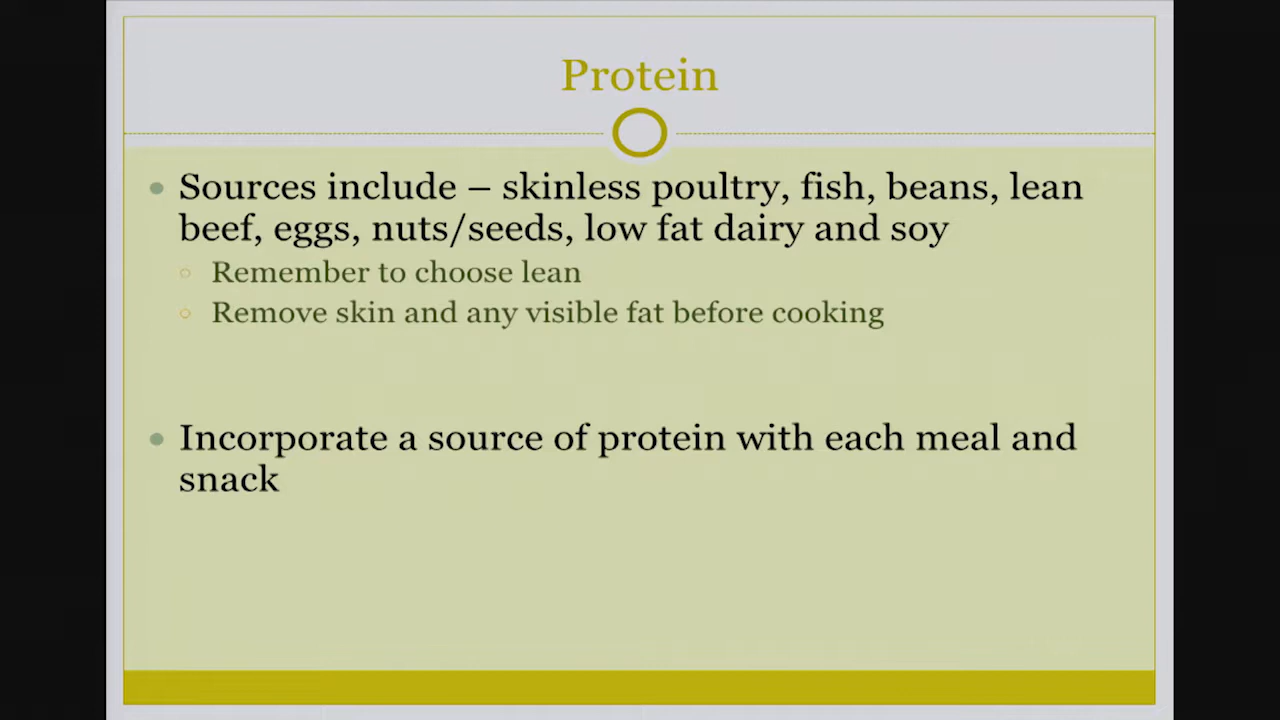 Protein
Sources include – skinless poultry, fish, beans, lean
beef, eggs, nuts/seeds, low fat dairy and soy
Remember to choose lean
Remove skin and any visible fat before cooking
Incorporate a source of protein with each meal and
snack